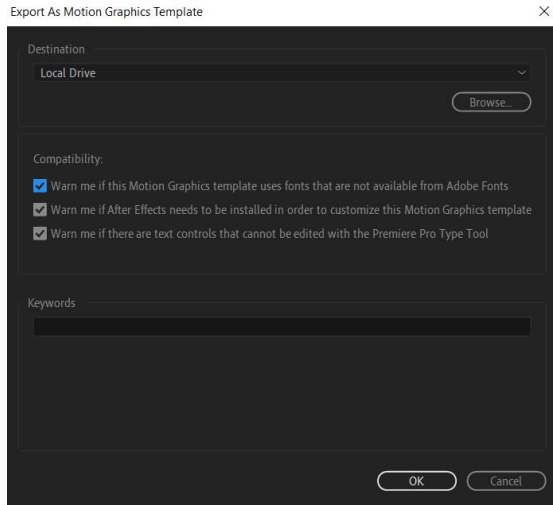 Export As Motion Graphics Template
Destination
Local Drive
Browse...
Compatibility:
Warn me if this Motion Graphics template uses fonts that are not available from Adobe Fonts
Warn me if After Effects needs to be installed in order to customize this Motion Graphics template
Warn me if there are text controls that cannot be edited with the Premiere Pro Type Tool
Keywords
OK Cancel